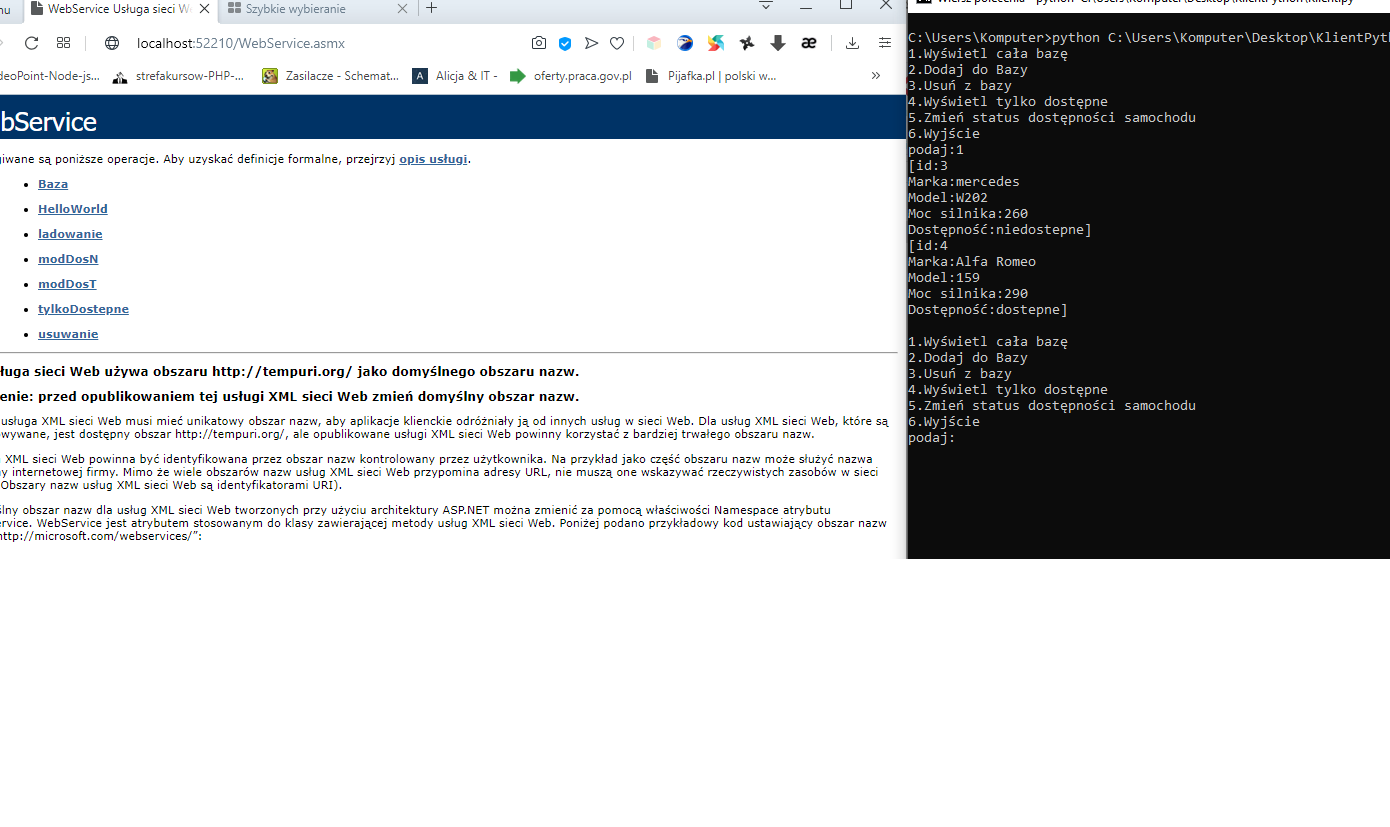 nu
WebService Usługa sieci W
Szybkie wybieranie
localhost:52210/WebService.asmx
deoPoint-Node-js...
strefakursow-PHP-...
Zasilacze - Schemat...
A
Alicja & IT -
oferty.praca.gov.pl
Pijafka.pl | polski w...
»
bService
giwane są poniższe operacje. Aby uzyskać definicje formalne, przejrzyj opis usługi.
Baza
HelloWorld
ladowanie
modDosN
modDosT
tylkoDostepne
usuwanie
ługa sieci Web używa obszaru http://tempuri.org/ jako domyślnego obszaru nazw.
enie: przed opublikowaniem tej usługi XML sieci Web zmień domyślny obszar nazw.
usługa XML sieci Web musi mieć unikatowy obszar nazw, aby aplikacje klienckie odróżniały ją od innych usług w sieci Web. Dla usług XML sieci Web, które są
owywane, jest dostępny obszar http://tempuri.org/, ale opublikowane usługi XML sieci Web powinny korzystać z bardziej trwałego obszaru nazw.
XML sieci Web powinna być identyfikowana przez obszar nazw kontrolowany przez użytkownika. Na przykład jako część obszaru nazw może służyć nazwa
ny internetowej firmy. Mimo że wiele obszarów nazw usług XML sieci Web przypomina adresy URL, nie muszą one wskazywać rzeczywistych zasobów w sieci
Obszary nazw usług XML sieci Web są identyfikatorami URI).
ślny obszar nazw dla usług XML sieci Web tworzonych przy użyciu architektury ASP.NET można zmienić za pomocą właściwości Namespace atrybutu
ervice. WebService jest atrybutem stosowanym do klasy zawierającej metody usług XML sieci Web. Poniżej podano przykładowy kod ustawiający obszar nazw
http://microsoft.com/webservices/”:
C:\Users\Komputer>python C:\Users\Komputer\Desktop\KlientPyt
1.Wyświetl cała bazę
2.Dodaj do Bazy
3.Usuń z bazy
4.Wyświetl tylko dostępne
5.Zmień status dostępności samochodu
6.Wyjście
podaj:1
[id:3
Marka:mercedes
Model:W202
Moc silnika:260
Dostępność:niedostepne]
[id:4
Marka:Alfa Romeo
Model:159
Moc silnika:290
Dostępność:dostepne]
1.Wyświetl cała bazę
2.Dodaj do Bazy
3.Usuń z bazy
4.Wyświetl tylko dostępne
5.Zmień status dostępności samochodu
6.Wyjście
podaj: